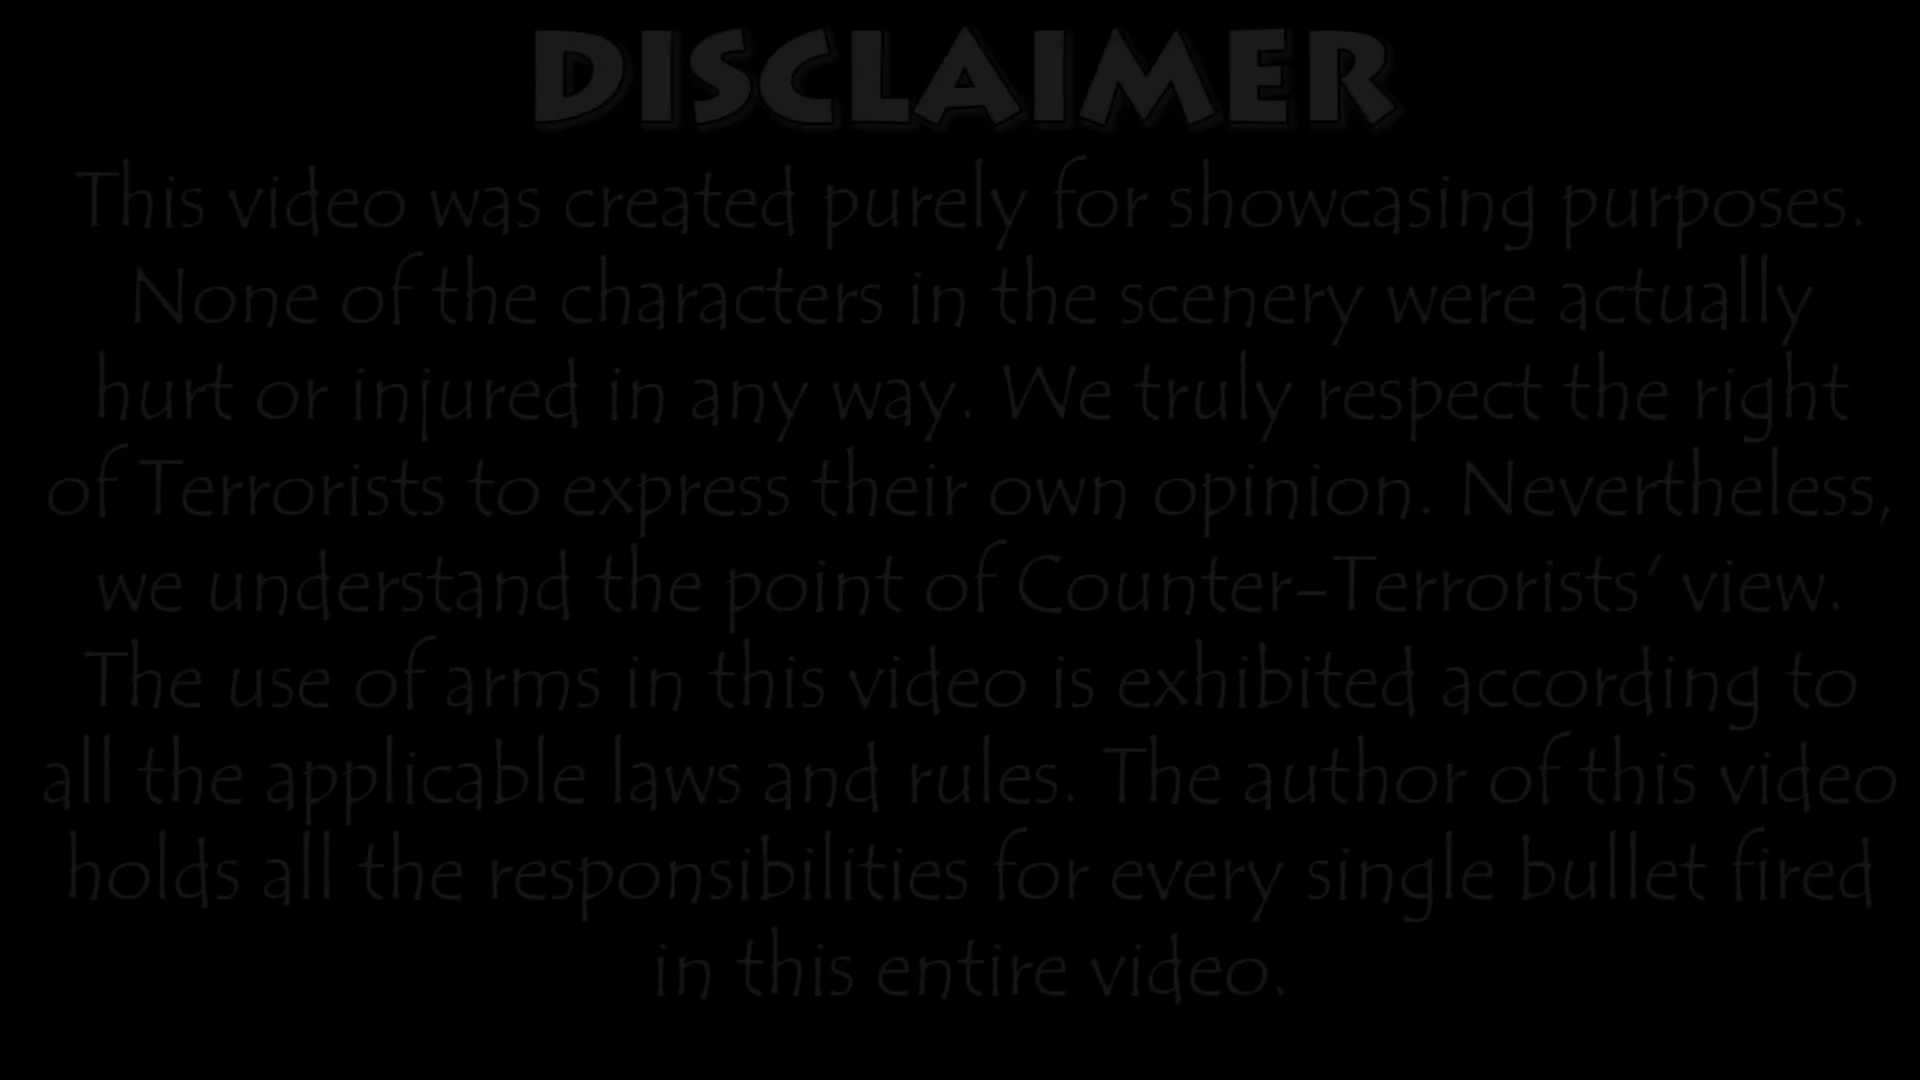 DISCLAIMER
This video was created purely for showcasing purposes.
None of the characters in the scenery were actually
hurt or injured in any way. We truly respect the right
of Terrorists to express their own opinion. Nevertheless,
we understand the point of Counter-Terrorists' view.
The use of arms in this video is exhibited according to
all the applicable laws and rules. The author of this video
holds all the responsibilities for every single bullet fired
in this entire video.